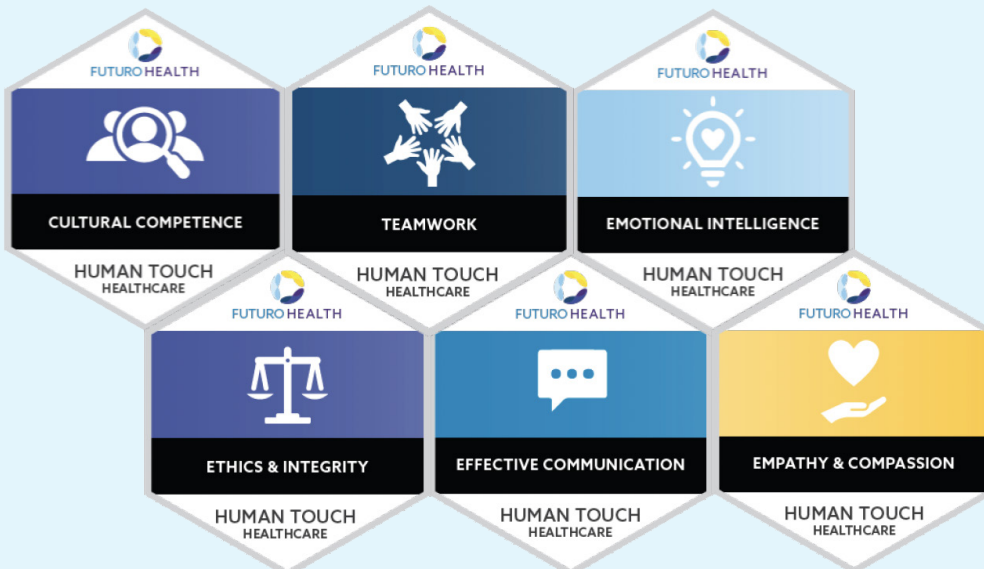 FUTURO HEALTH
CULTURAL COMPETENCE
HUMAN TOUCH
HEALTHCARE
FUTURO HEALTH
TEAMWORK
HUMAN TOUCH
HEALTHCARE
FUTURO HEALTH
EMOTIONAL INTELLIGENCE
HUMAN TOUCH
HEALTHCARE
FUTURO HEALTH
ETHICS & INTEGRITY
HUMAN TOUCH
HEALTHCARE
FUTURO HEALTH
EFFECTIVE COMMUNICATION
HUMAN TOUCH
HEALTHCARE
FUTURO HEALTH
EMPATHY & COMPASSION
HUMAN TOUCH
HEALTHCARE